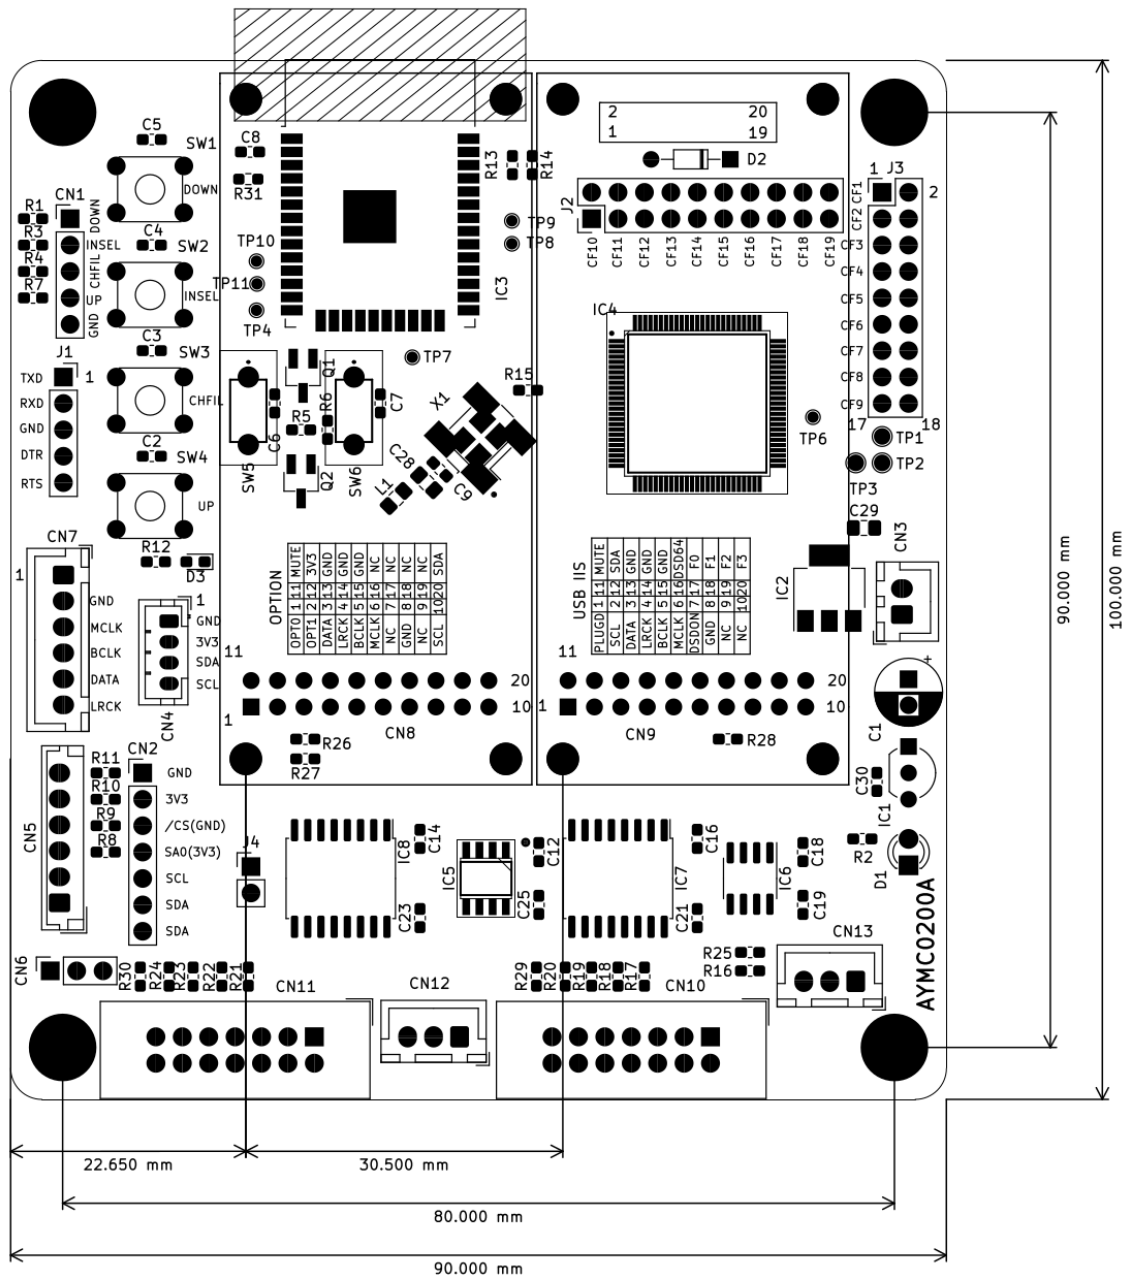 C5
SW1
C8
2 20
1 19
D2
R13
R14
1 J3
2
DOWN
CN1
R31
R1
R3
R4
R7
DOWN
INSEL
CHFIL
UP
GND
C4
SW2
INSEL
TP10
TP11
TP4
TP9
TP8
IC3
J2
CF10
CF11
CF12
CF13
CF14
CF15
CF16
CF17
CF18
CF19
CF1
CF2
CF3
CF4
CF5
CF6
CF7
CF8
CF9
17
18
IC4
C3
SW3
J1
1
TXD
RXD
GND
DTR
RTS
CHFIL
Q1
TP7
R15
X1
R6
R5
C6
C7
SW5
SW6
Q2
C28
C9
L1
TP6
TP1
TP2
TP3
C2
SW4
UP
C29
CN3
CN7
1
GND
MCLK
BCLK
DATA
LRCK
R12
D3
1
GND
3V3
SDA
SCL
CN4
OPTION
OPT0 1 11 MUTE
OPT1 2 12 3V3
DATA 3 13 GND
LRCK 4 14 GND
BCLK 5 15 GND
MCLK 6 16 NC
NC 7 17 NC
GND 8 18 NC
NC 9 19 NC
SCL 10 20 SDA
USB IIS
PLUGD 1 11 MUTE
SCL 2 12 SDA
DATA 3 13 GND
LRCK 4 14 GND
BCLK 5 15 GND
MCLK 6 16 DSD64
DSDON 7 17 F0
GND 8 18 F1
NC 9 19 F2
NC 10 20 F3
IC2
11
20
1
10
CN8
11
20
1
10
CN9
+
C1
R26
R27
R28
CN2
R11
R10
R9
R8
GND
3V3
/CS(GND)
SA0(3V3)
SCL
SDA
SDA
CN5
C30
IC1
J4
IC8
C14
IC5
C12
IC7
C16
IC6
C18
R2
D1
C23
C25
C21
C19
AYMC0200A
CN6
R30
R24
R23
R22
R21
R29
R20
R19
R18
R17
R25
R16
CN13
CN11
CN12
CN10
90.000 mm
100.000 mm
22.650 mm
30.500 mm
80.000 mm
90.000 mm